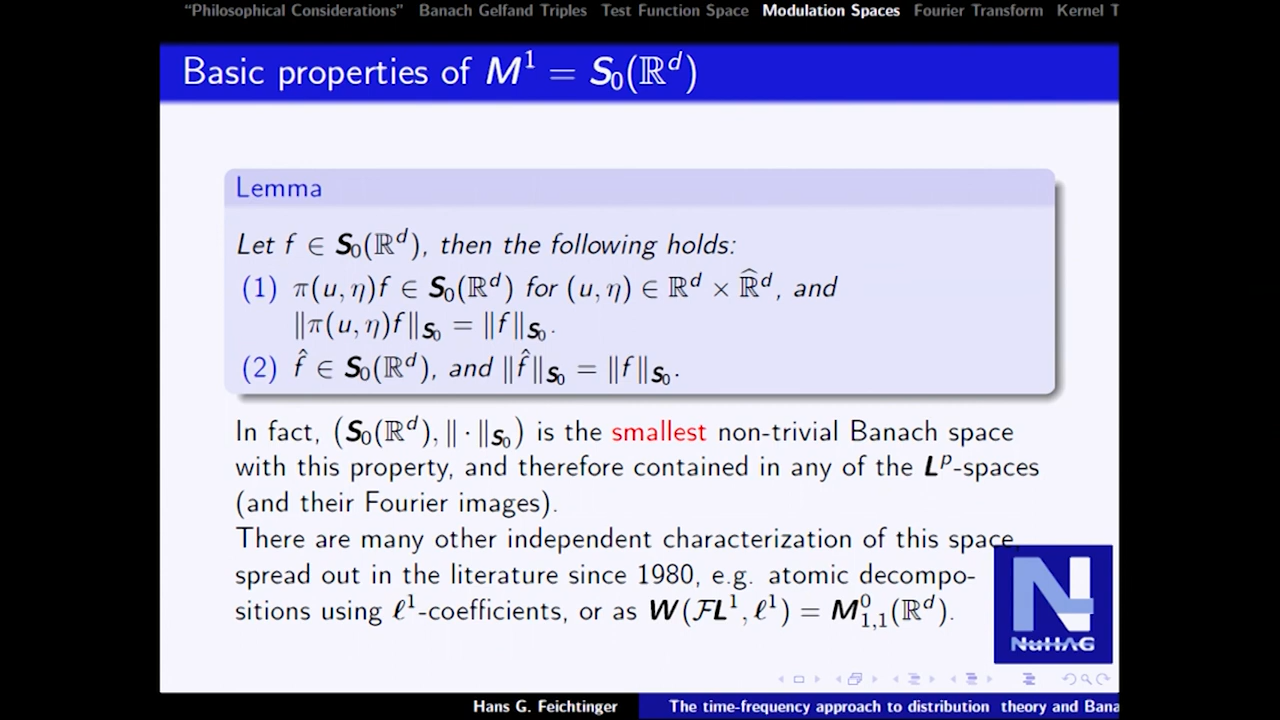 "Philosophical Considerations" Banach Gelfand Triples Test Function Space Modulation Spaces Fourier Transform Kernel T
Basic properties of M¹ = S₀(ℝᵈ)
Lemma
Let f ∈ S₀(ℝᵈ), then the following holds:
(1) π(u, η)f ∈ S₀(ℝᵈ) for (u, η) ∈ ℝᵈ × ℝ̂ᵈ, and
‖π(u, η)f‖_S₀ = ‖f‖_S₀.
(2) f̂ ∈ S₀(ℝᵈ), and ‖f̂‖_S₀ = ‖f‖_S₀.
In fact, (S₀(ℝᵈ), ‖ · ‖_S₀) is the smallest non-trivial Banach space
with this property, and therefore contained in any of the Lᵖ-spaces
(and their Fourier images).
There are many other independent characterization of this space,
spread out in the literature since 1980, e.g. atomic decompo-
sitions using ℓ¹-coefficients, or as W(ℱL¹, ℓ¹) = M⁰₁,₁(ℝᵈ).
NuHAG
Hans G. Feichtinger The time-frequency approach to distribution theory and Bana